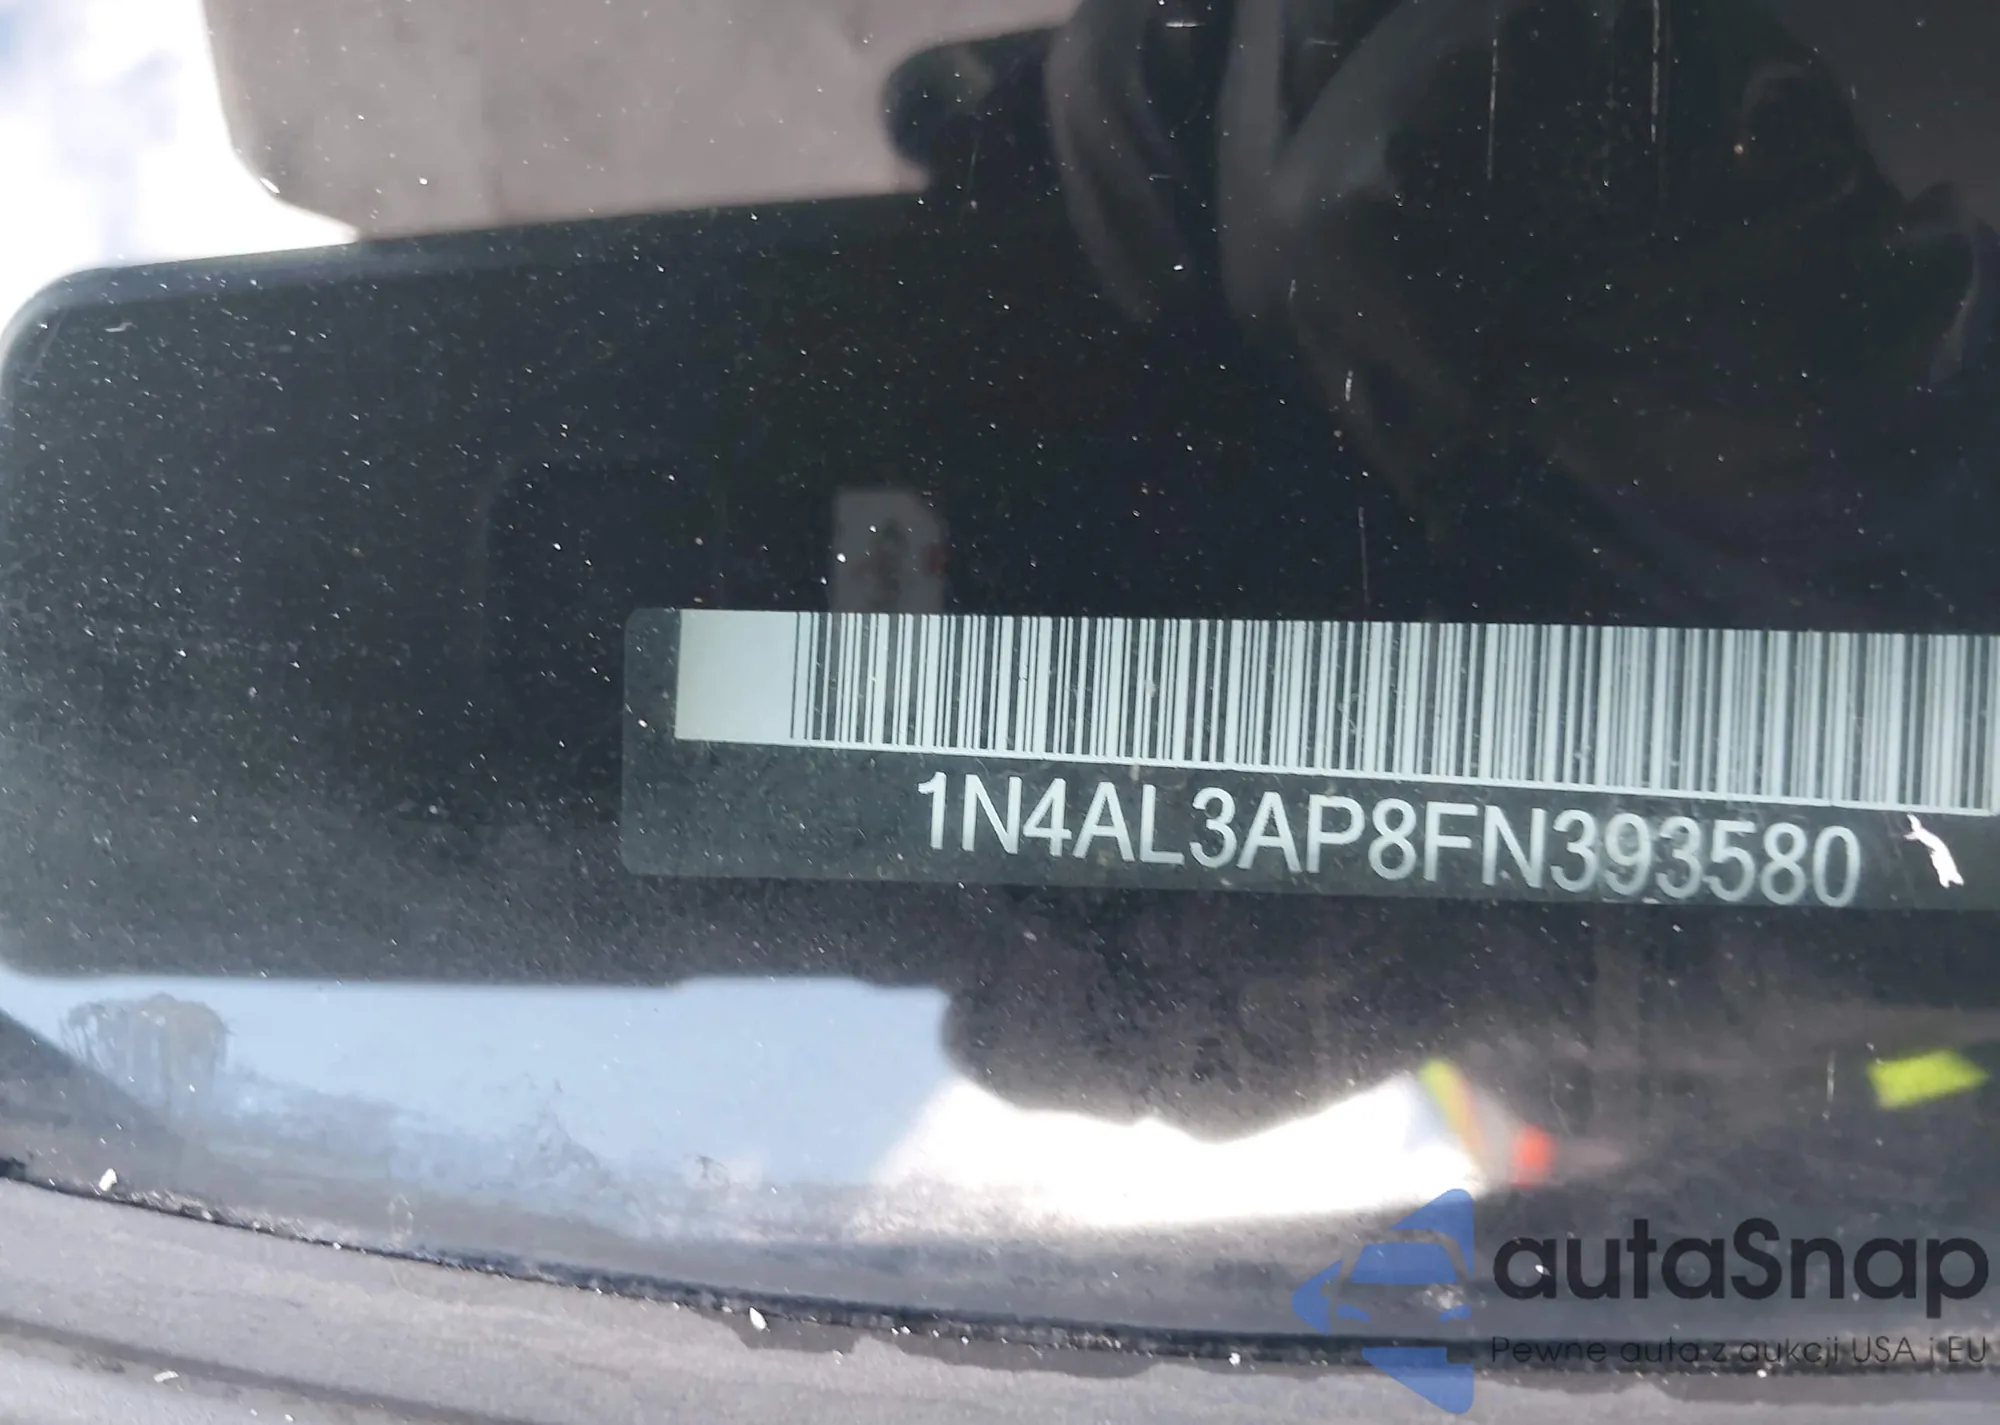 1N4AL3AP8FN393580
autaSnap
Pewne auta z aukcji USA i EU